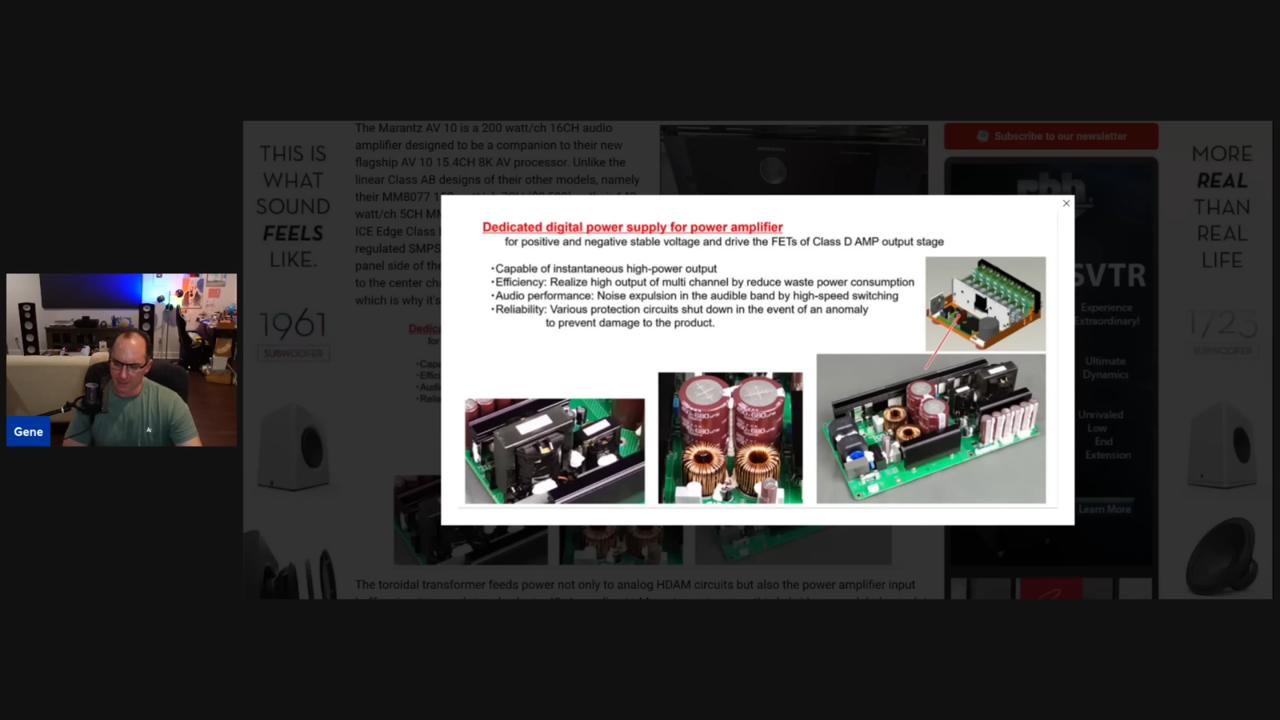 The Marantz AV 10 is a 200 watt/ch 16CH audio
amplifier designed to be a companion to their new
flagship AV 10 15.4CH 8K AV processor. Unlike the
linear Class AB designs of their other models, namely
their MM8077
watt/ch 5CH MM
ICE Edge Class
regulated SMPS
panel side of the
to the center ch
which is why it's
THIS IS
WHAT
SOUND
FEELS
LIKE.
1961
SUBWOOFER
Gene
Dedicated digital power supply for power amplifier
for positive and negative stable voltage and drive the FETs of Class D AMP output stage
・Capable of instantaneous high-power output
・Efficiency: Realize high output of multi channel by reduce waste power consumption
・Audio performance: Noise expulsion in the audible band by high-speed switching
・Reliability: Various protection circuits shut down in the event of an anomaly
to prevent damage to the product.
The toroidal transformer feeds power not only to analog HDAM circuits but also the power amplifier input
Subscribe to our newsletter
rbh
SVTR
Experience
Extraordinary!
Ultimate
Dynamics
Unrivaled
Low
End
Extension
Learn More
MORE
REAL
THAN
REAL
LIFE
1723
SUBWOOFER